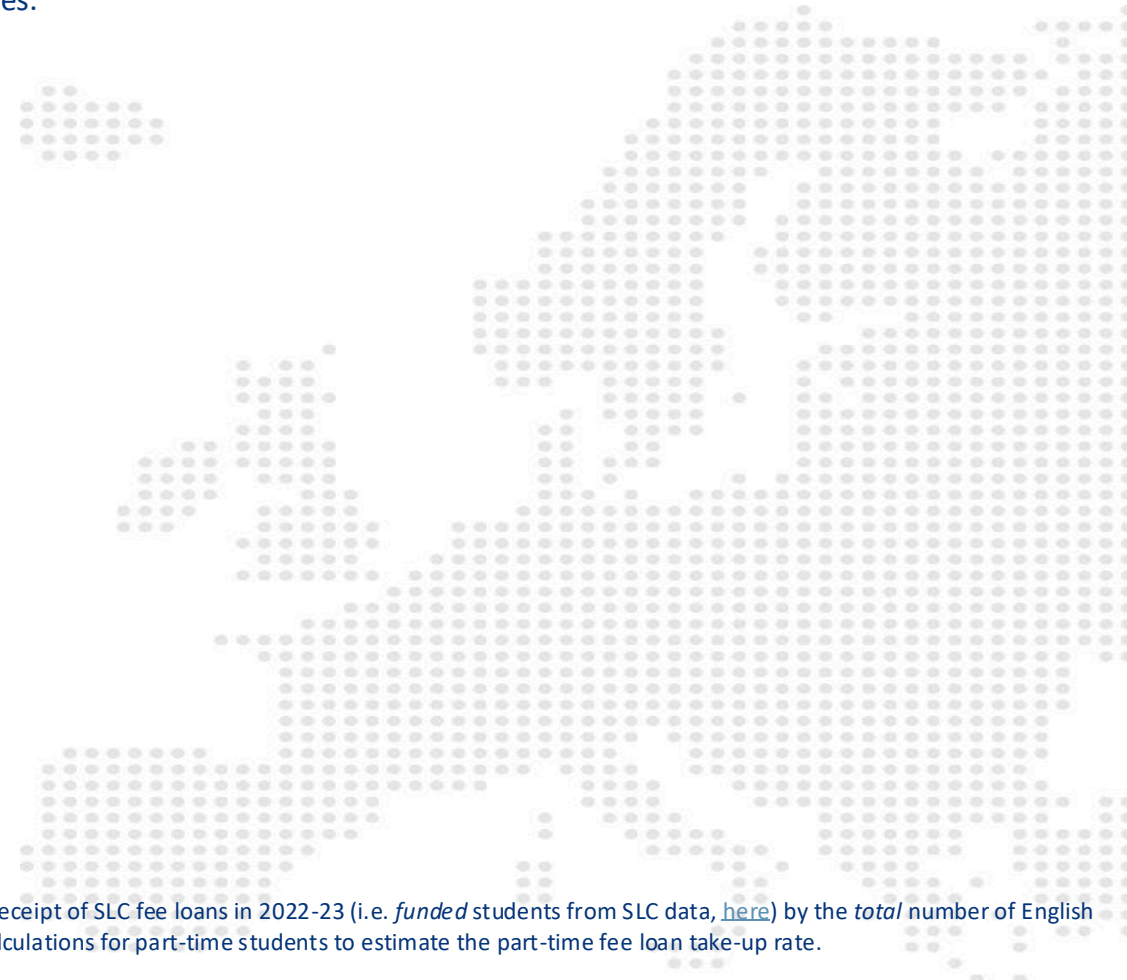 es.
eceipt of SLC fee loans in 2022-23 (i.e. funded students from SLC data, here) by the total number of English
lculations for part-time students to estimate the part-time fee loan take-up rate.